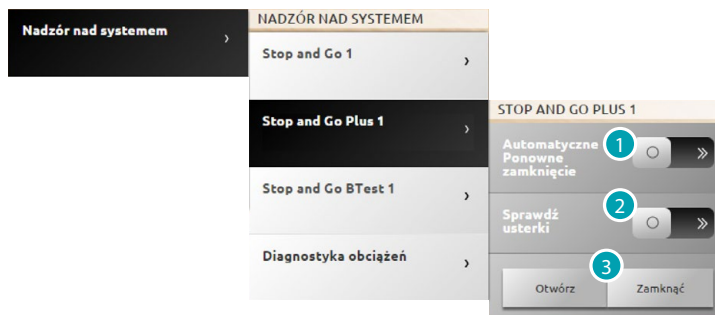 Nadzór nad systemem
NADZÓR NAD SYSTEMEM
Stop and Go 1
Stop and Go Plus 1
Stop and Go BTest 1
Diagnostyka obciążeń
STOP AND GO PLUS 1
Automatyczne
Ponowne
zamknięcie
1
Sprawdź
usterki
2
3
Otwórz
Zamknąć